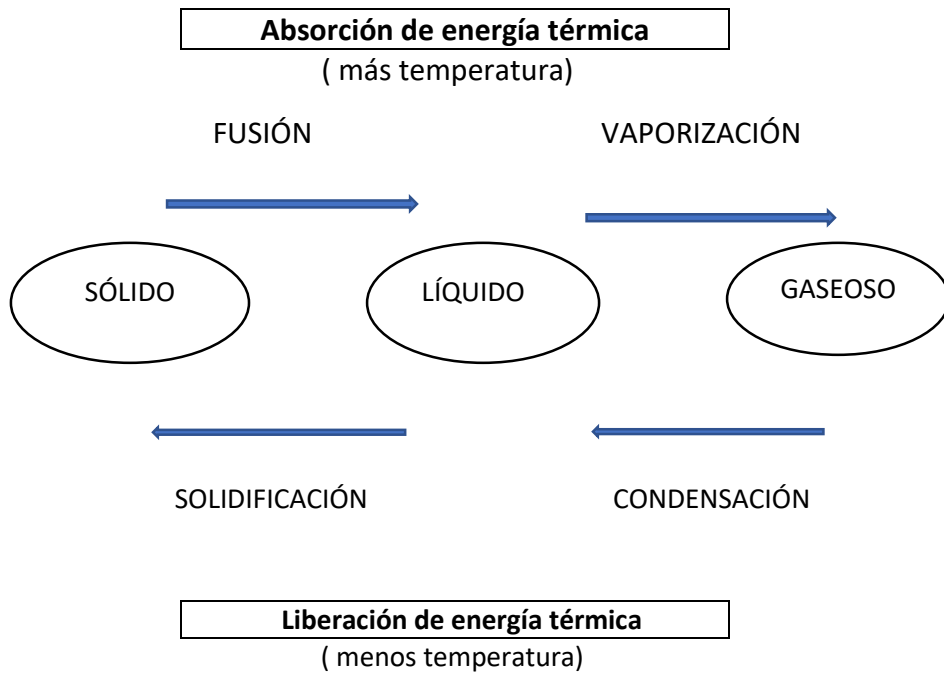 Absorción de energía térmica
( más temperatura)
FUSIÓN VAPORIZACIÓN
SÓLIDO LÍQUIDO GASEOSO
SOLIDIFICACIÓN CONDENSACIÓN
Liberación de energía térmica
( menos temperatura)